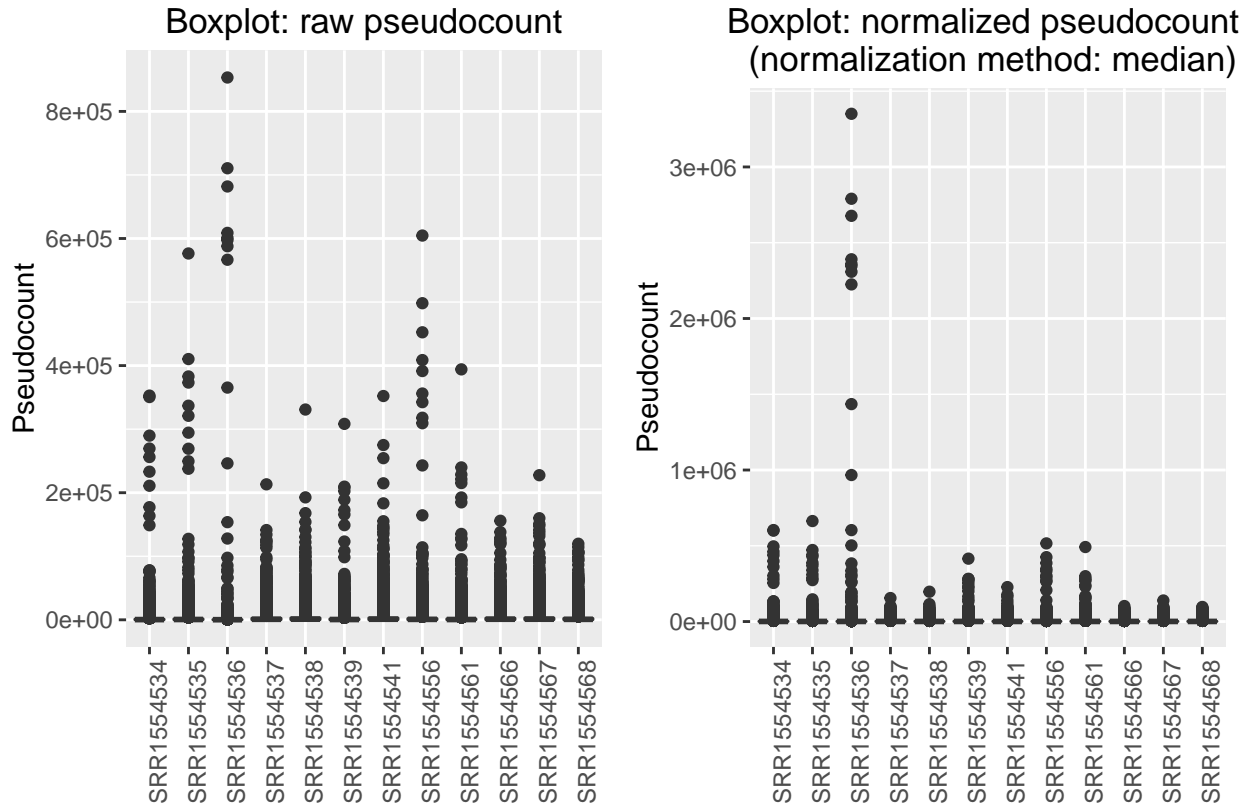 Boxplot: raw pseudocount
Pseudocount
8e+05
6e+05
4e+05
2e+05
0e+00
SRR1554534
SRR1554535
SRR1554536
SRR1554537
SRR1554538
SRR1554539
SRR1554541
SRR1554556
SRR1554561
SRR1554566
SRR1554567
SRR1554568
Boxplot: normalized pseudocount
(normalization method: median)
Pseudocount
3e+06
2e+06
1e+06
0e+00
SRR1554534
SRR1554535
SRR1554536
SRR1554537
SRR1554538
SRR1554539
SRR1554541
SRR1554556
SRR1554561
SRR1554566
SRR1554567
SRR1554568